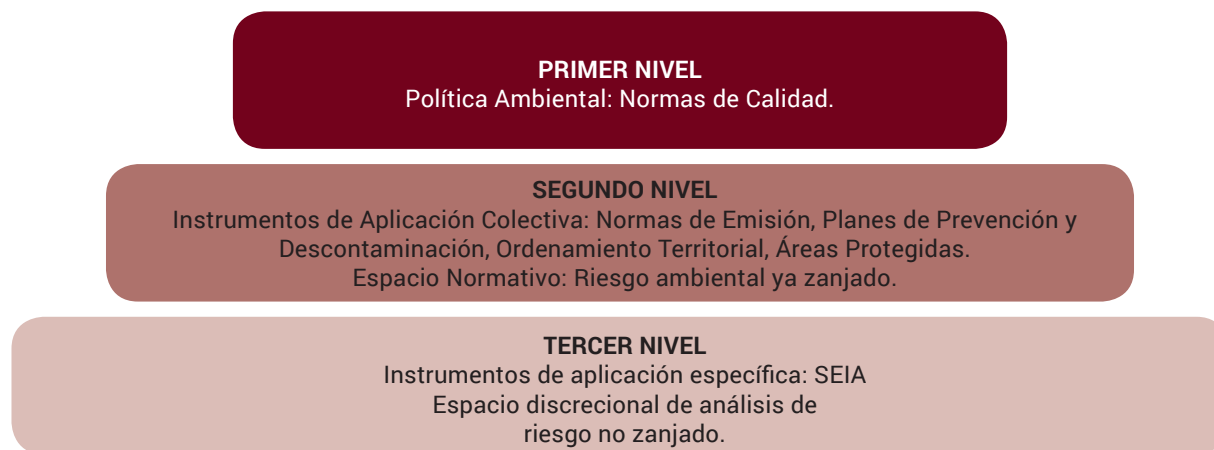 PRIMER NIVEL
Política Ambiental: Normas de Calidad.
SEGUNDO NIVEL
Instrumentos de Aplicación Colectiva: Normas de Emisión, Planes de Prevención y
Descontaminación, Ordenamiento Territorial, Áreas Protegidas.
Espacio Normativo: Riesgo ambiental ya zanjado.
TERCER NIVEL
Instrumentos de aplicación específica: SEIA
Espacio discrecional de análisis de
riesgo no zanjado.